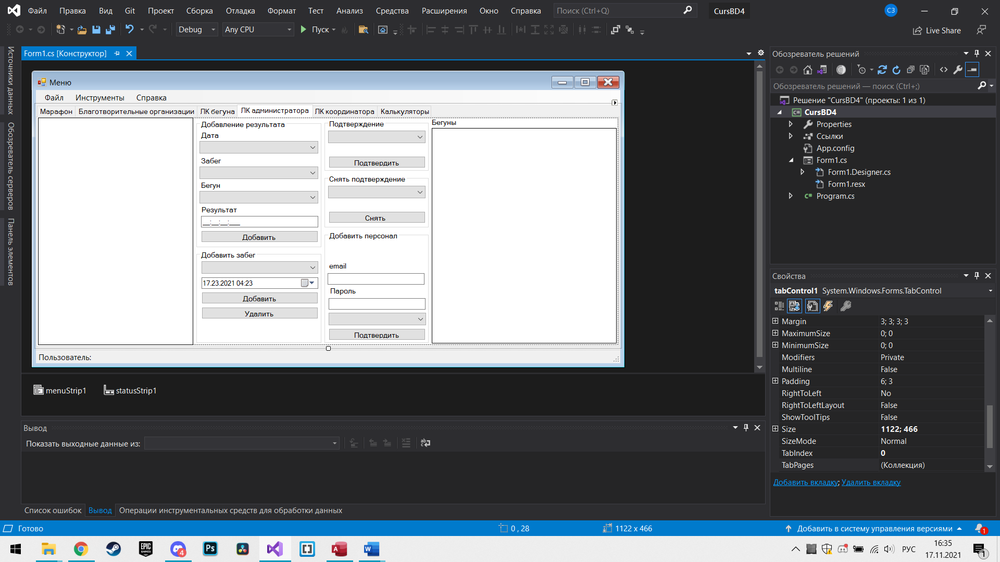 Файл Правка Вид Git Проект Сборка Отладка Формат Тест Анализ Средства Расширения Окно Справка Поиск (Ctrl+Q) CursBD4 СЗ
Debug Any CPU Пуск Live Share
Источники данных
Обозреватель серверов
Панель элементов
Form1.cs [Конструктор]
Меню
Файл Инструменты Справка
Марафон Благотворительные организации ЛК бегуна ЛК администратора ЛК координатора Калькуляторы
Добавление результата
Дата
Забег
Бегун
Результат
__:__:__:___
Добавить
Добавить забег
17.23.2021 04:23
Добавить
Удалить
Подтверждение
Подтвердить
Снять подтверждение
Снять
Добавить персонал
email
Пароль
Подтвердить
Бегуны
Пользователь:
menuStrip1 statusStrip1
Вывод
Показать выходные данные из:
Список ошибок Вывод Операции инструментальных средств для обработки данных
Обозреватель решений
Обозреватель решений — поиск (Ctrl+;)
Решение "CursBD4" (проекты: 1 из 1)
CursBD4
Properties
Ссылки
App.config
Form1.cs
Form1.Designer.cs
Form1.resx
Program.cs
Свойства
tabControl1 System.Windows.Forms.TabControl
Margin 3; 3; 3; 3
MaximumSize 0; 0
MinimumSize 0; 0
Modifiers Private
Multiline False
Padding 6; 3
RightToLeft No
RightToLeftLayout False
ShowToolTips False
Size 1122; 466
SizeMode Normal
TabIndex 0
TabPages (Коллекция)
Добавить вкладку; Удалить вкладку
Готово 0 , 28 1122 x 466 Добавить в систему управления версиями 1
EPIC GAMES 4 Ps A W РУС 16:35
17.11.2021 1